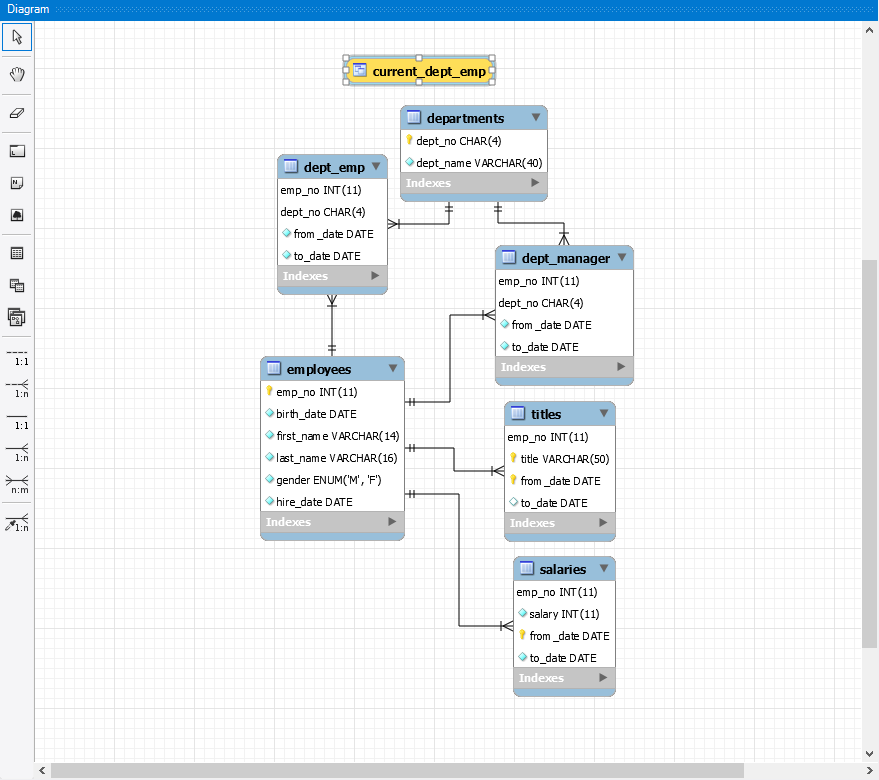 Diagram
current_dept_emp
departments
dept_no CHAR(4)
dept_name VARCHAR(40)
Indexes
dept_emp
emp_no INT(11)
dept_no CHAR(4)
from_date DATE
to_date DATE
Indexes
dept_manager
emp_no INT(11)
dept_no CHAR(4)
from_date DATE
to_date DATE
Indexes
employees
emp_no INT(11)
birth_date DATE
first_name VARCHAR(14)
last_name VARCHAR(16)
gender ENUM('M', 'F')
hire_date DATE
Indexes
titles
emp_no INT(11)
title VARCHAR(50)
from_date DATE
to_date DATE
Indexes
salaries
emp_no INT(11)
salary INT(11)
from_date DATE
to_date DATE
Indexes
1:1
1:n
1:1
1:n
n:m
1:n